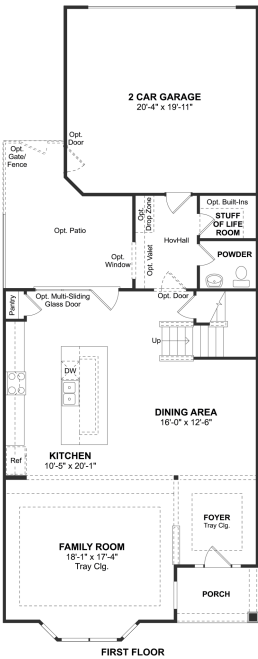 2 CAR GARAGE
20'-4" x 19'-11"
Opt.
Door
Opt.
Gate/
Fence
Opt.
Drop Zone
Opt. Built-Ins
STUFF
OF LIFE
ROOM
Opt. Patio
HovHall
Opt. Valet
POWDER
Opt.
Window
Pantry
Opt. Multi-Sliding
Glass Door
Opt. Door
Up
DW
DINING AREA
16'-0" x 12'-6"
KITCHEN
10'-5" x 20'-1"
Ref
FOYER
Tray Clg.
FAMILY ROOM
18'-1" x 17'-4"
Tray Clg.
PORCH
FIRST FLOOR